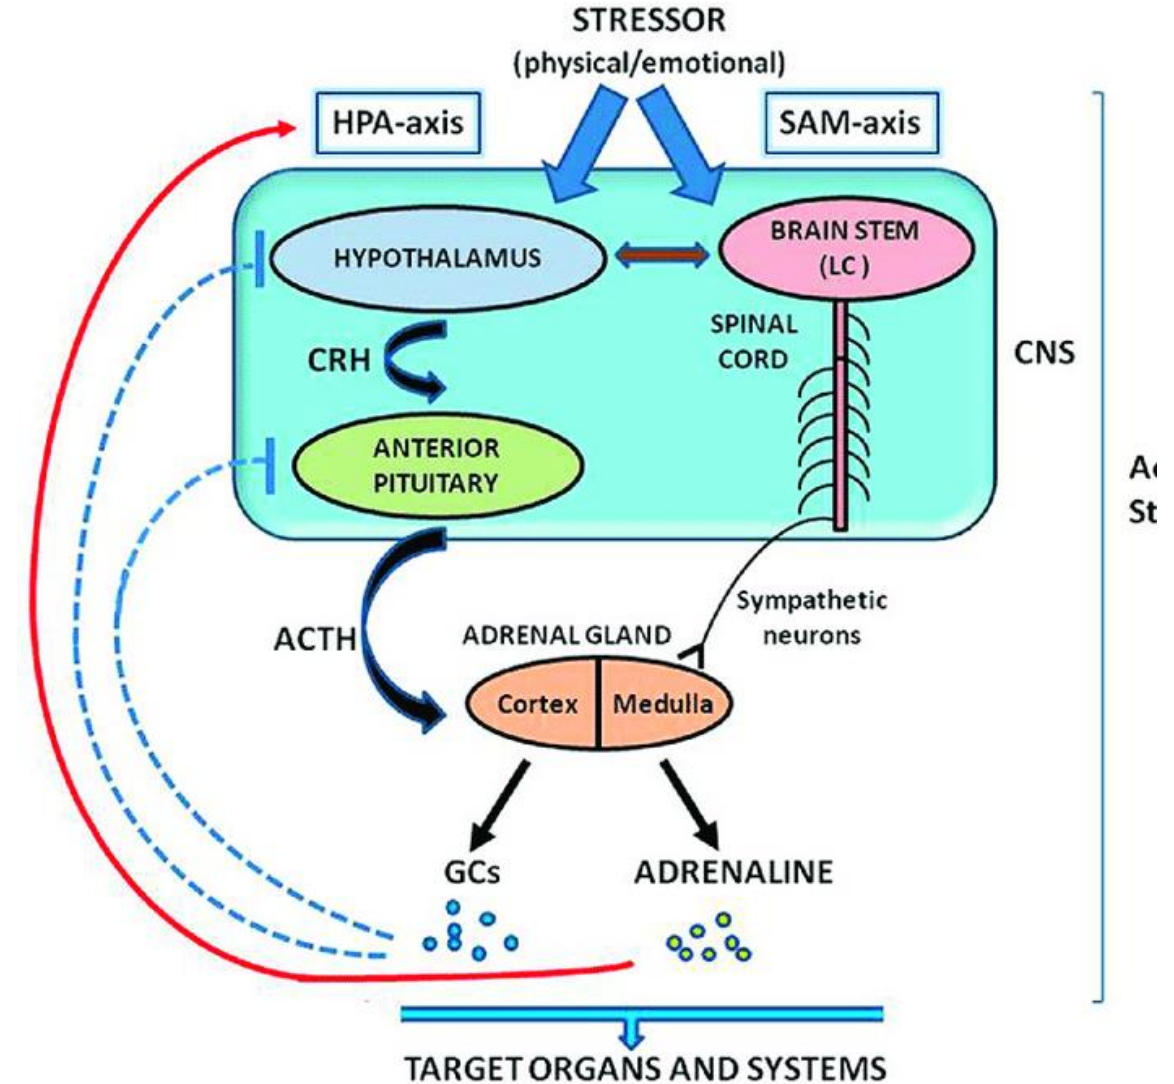 STRESSOR
(physical/emotional)
HPA-axis
SAM-axis
HYPOTHALAMUS
BRAIN STEM
(LC )
SPINAL
CORD
CRH
CNS
ANTERIOR
PITUITARY
Sympathetic
neurons
ACTH
ADRENAL GLAND
Cortex
Medulla
GCs
ADRENALINE
TARGET ORGANS AND SYSTEMS